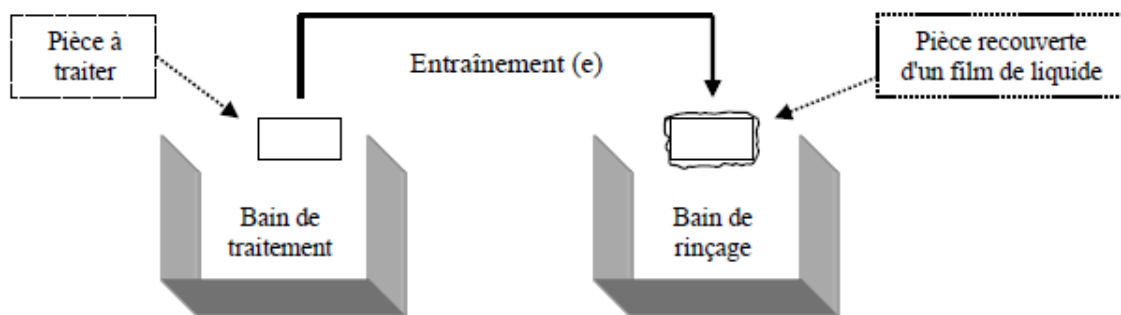 Pièce à
traiter
Entraînement (e)
Pièce recouverte
d'un film de liquide
Bain de
traitement
Bain de
rinçage